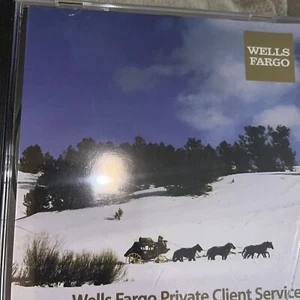 WELLS
FARGO
Wells Fargo Private Client Service